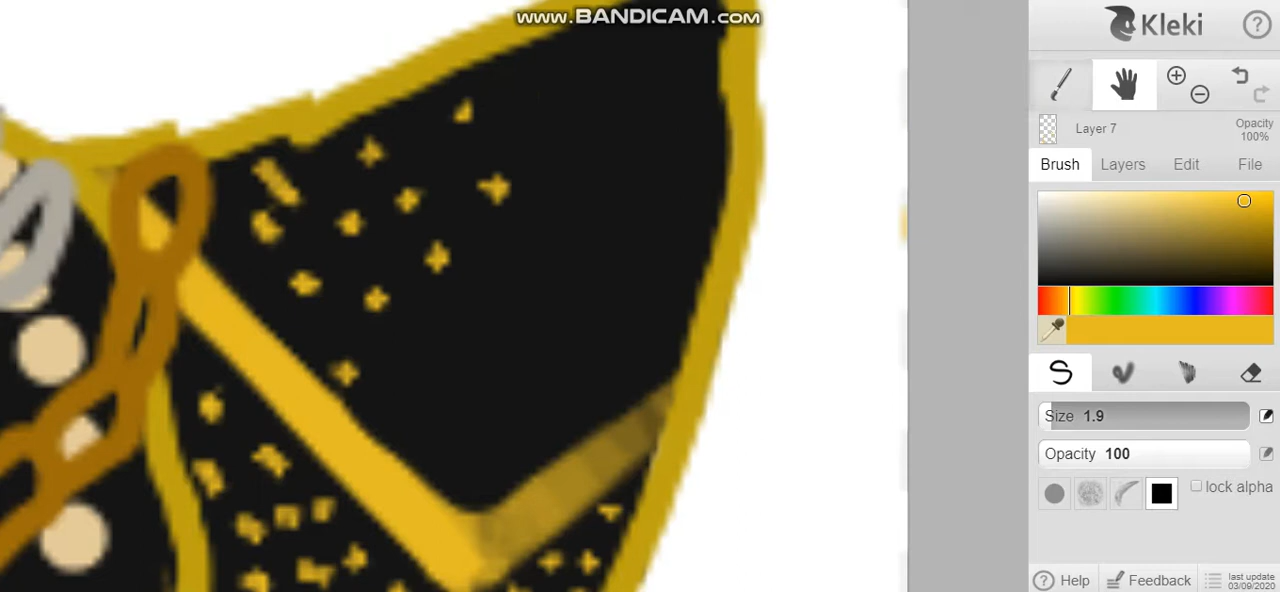 www.BANDICAM.com
Kleki
Layer 7
Opacity
100%
Brush
Layers
Edit
File
Size 1.9
Opacity 100
lock alpha
Help
Feedback
last update
03/09/2020